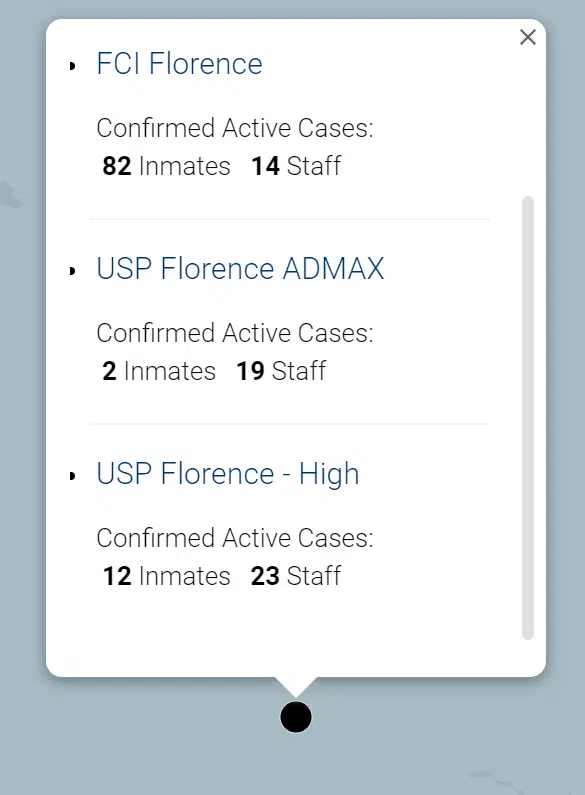 FCI Florence
Confirmed Active Cases:
82 Inmates 14 Staff
USP Florence ADMAX
Confirmed Active Cases:
2 Inmates 19 Staff
USP Florence - High
Confirmed Active Cases:
12 Inmates 23 Staff